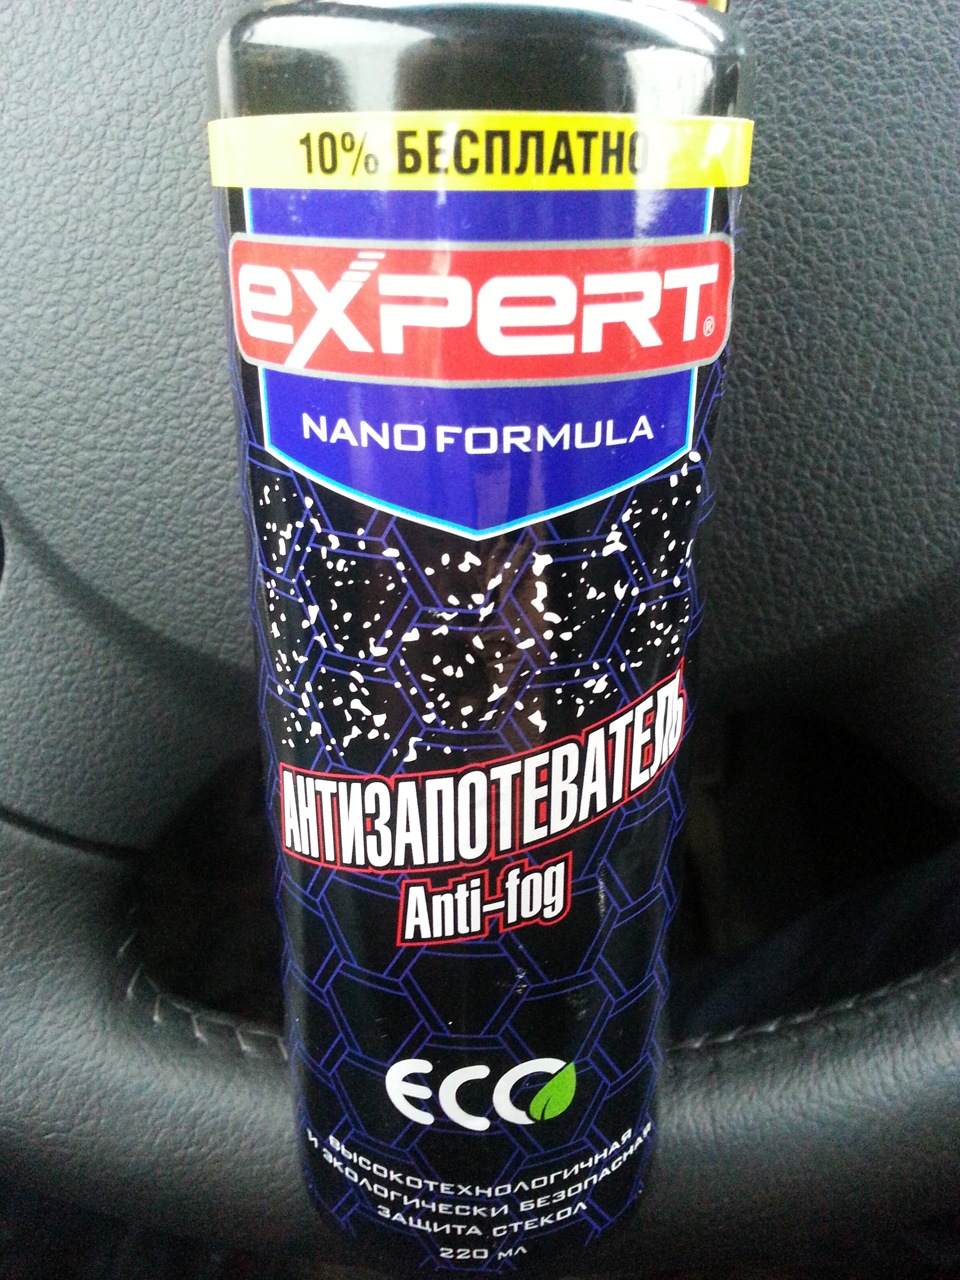 10% БЕСПЛАТНО
eXPERT®
NANO FORMULA
АНТИЗАПОТЕВАТЕЛЬ
Anti-fog
ECO
ВЫСОКОТЕХНОЛОГИЧНАЯ
И ЭКОЛОГИЧЕСКИ БЕЗОПАСНАЯ
ЗАЩИТА СТЕКОЛ
220 МЛ